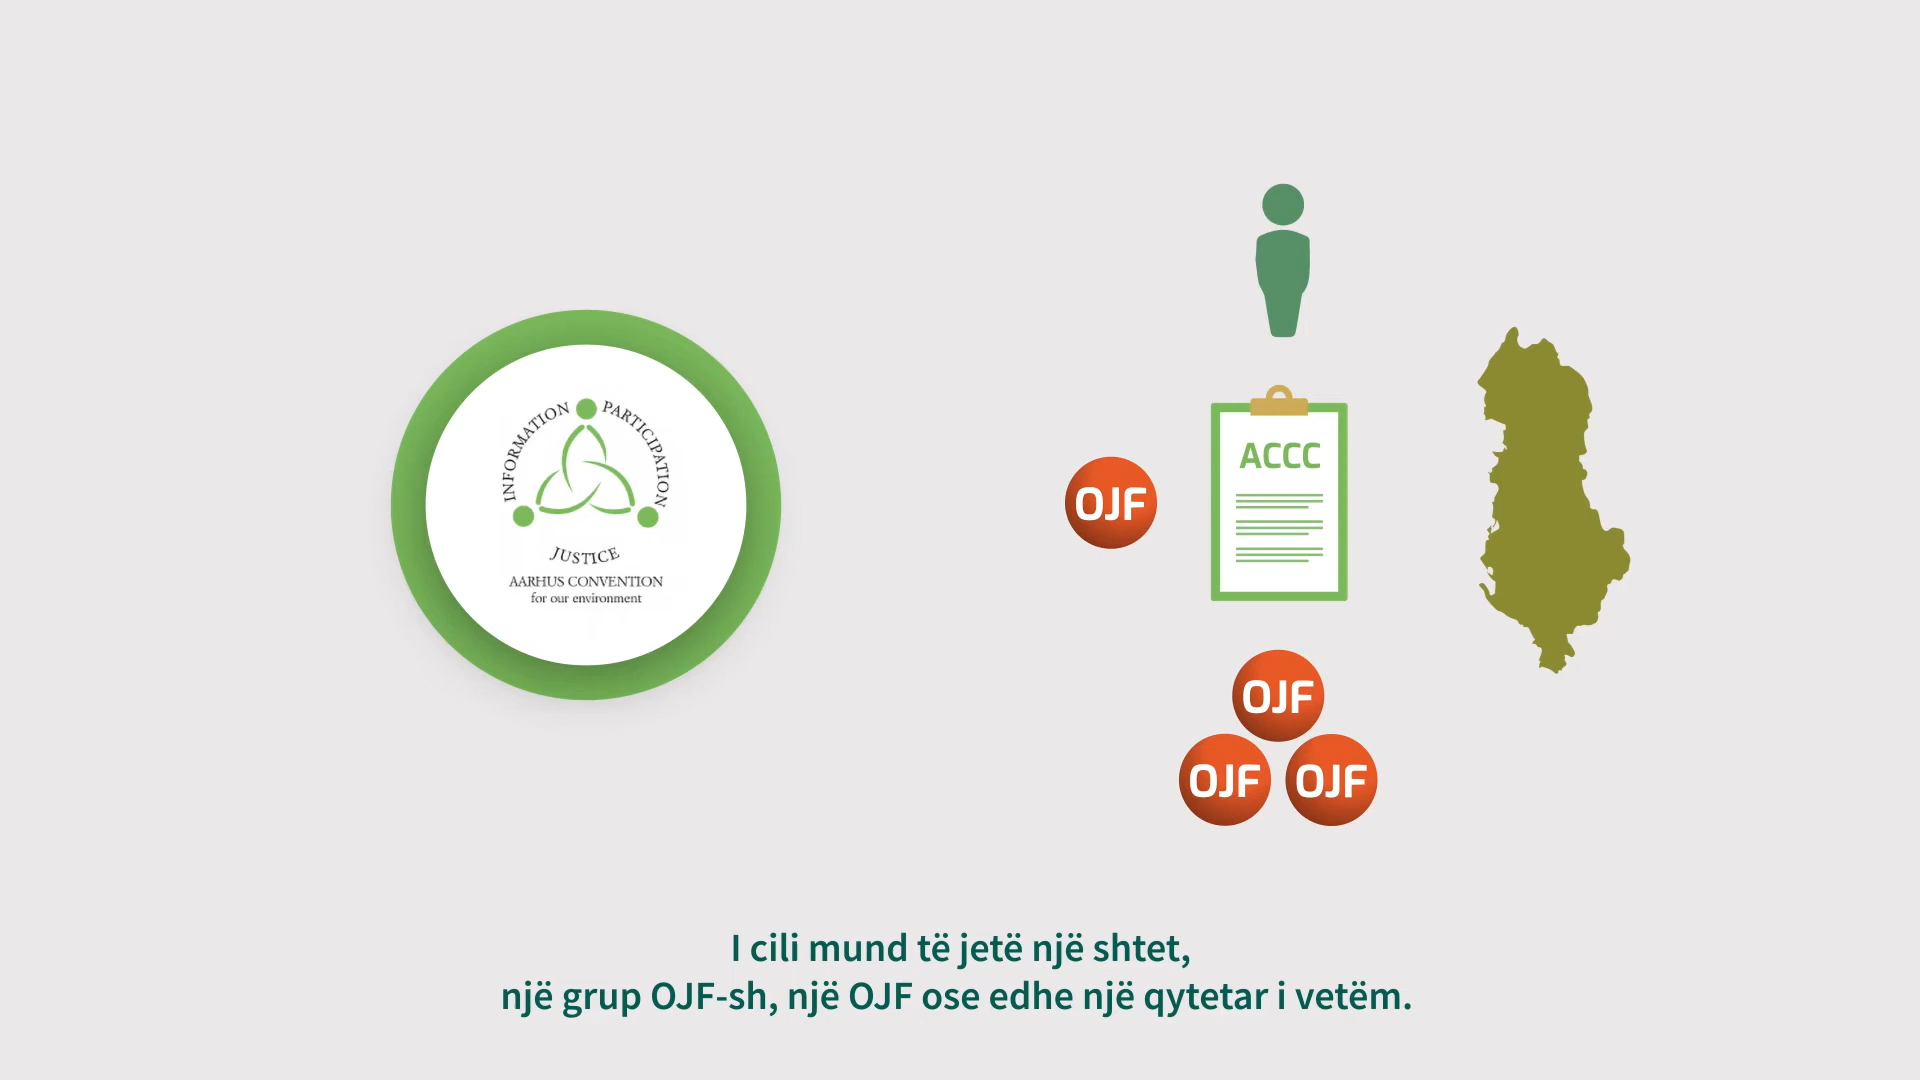 INFORMATION PARTICIPATION
JUSTICE
AARHUS CONVENTION
for our environment
ACCC
OJF
OJF
OJF OJF
I cili mund të jetë një shtet,
një grup OJF-sh, një OJF ose edhe një qytetar i vetëm.